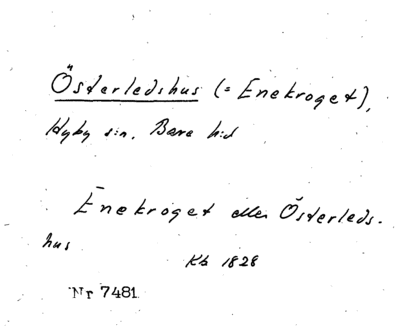 Österledshus (= Enekroget),
Hyby sn. Bara hd
Enekroget eller Österleds-
hus
Kb 1828
Nr 7481